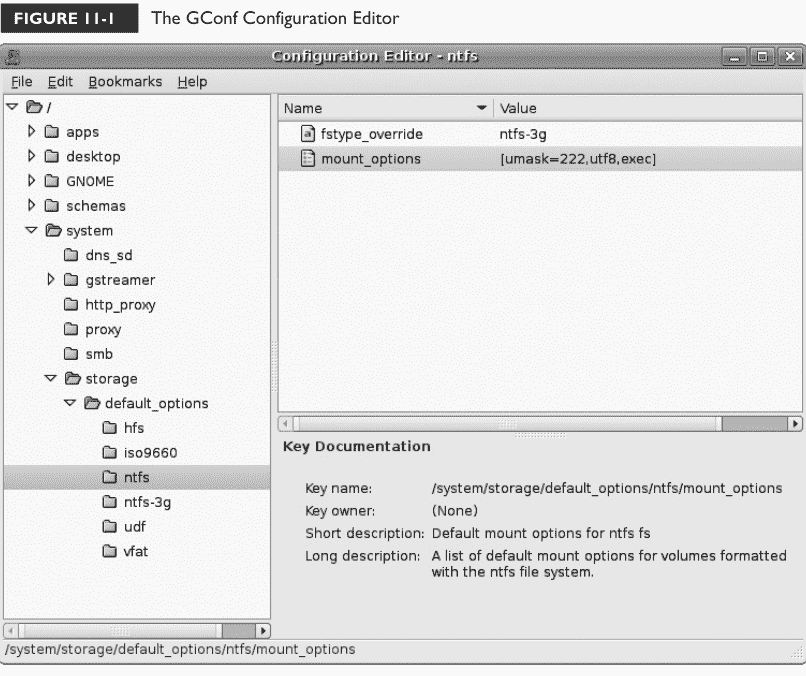 FIGURE 11-1 The GConf Configuration Editor
Configuration Editor - ntfs
File Edit Bookmarks Help
/
apps
desktop
GNOME
schemas
system
dns_sd
gstreamer
http_proxy
proxy
smb
storage
default_options
hfs
iso9660
ntfs
ntfs-3g
udf
vfat
Name Value
fstype_override ntfs-3g
mount_options [umask=222,utf8,exec]
Key Documentation
Key name: /system/storage/default_options/ntfs/mount_options
Key owner: (None)
Short description: Default mount options for ntfs fs
Long description: A list of default mount options for volumes formatted
with the ntfs file system.
/system/storage/default_options/ntfs/mount_options